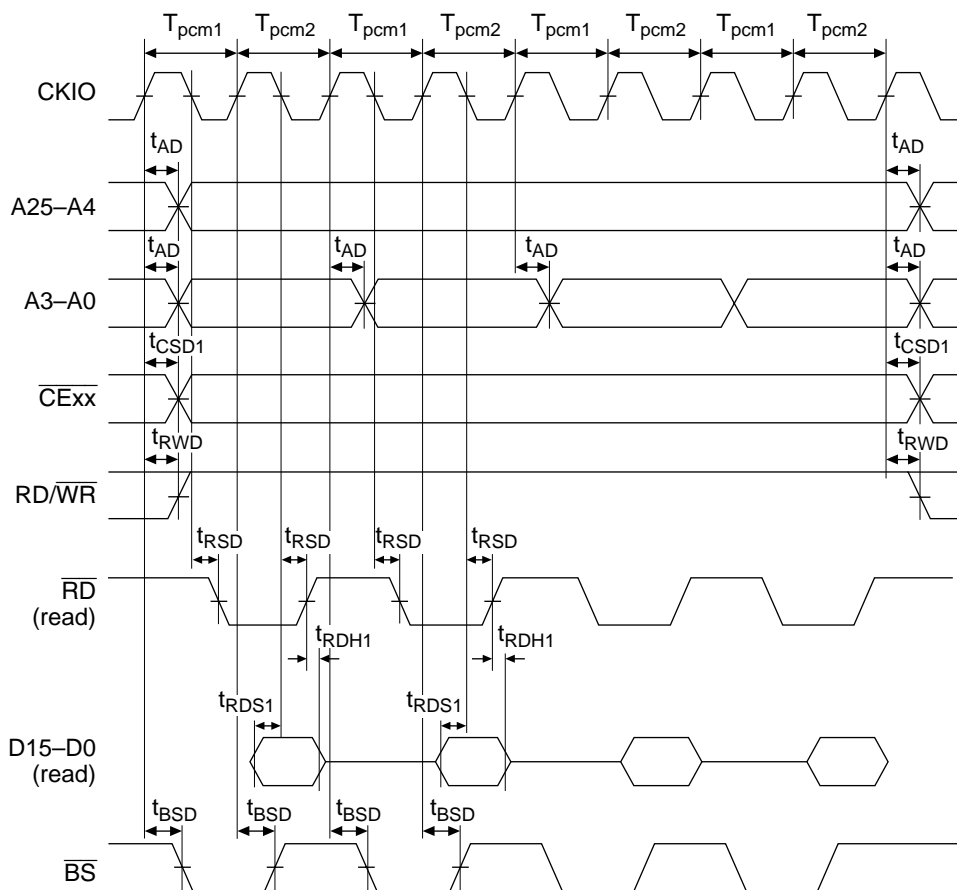 Tpcm1 Tpcm2 Tpcm1 Tpcm2 Tpcm1 Tpcm2 Tpcm1 Tpcm2
CKIO
tAD tAD
A25–A4
tAD tAD tAD tAD
A3–A0
tCSD1 tCSD1
CExx
tRWD tRWD
RD/WR
tRSD tRSD tRSD tRSD
RD
(read)
tRDH1 tRDH1
tRDS1 tRDS1
D15–D0
(read)
tBSD tBSD tBSD tBSD
BS